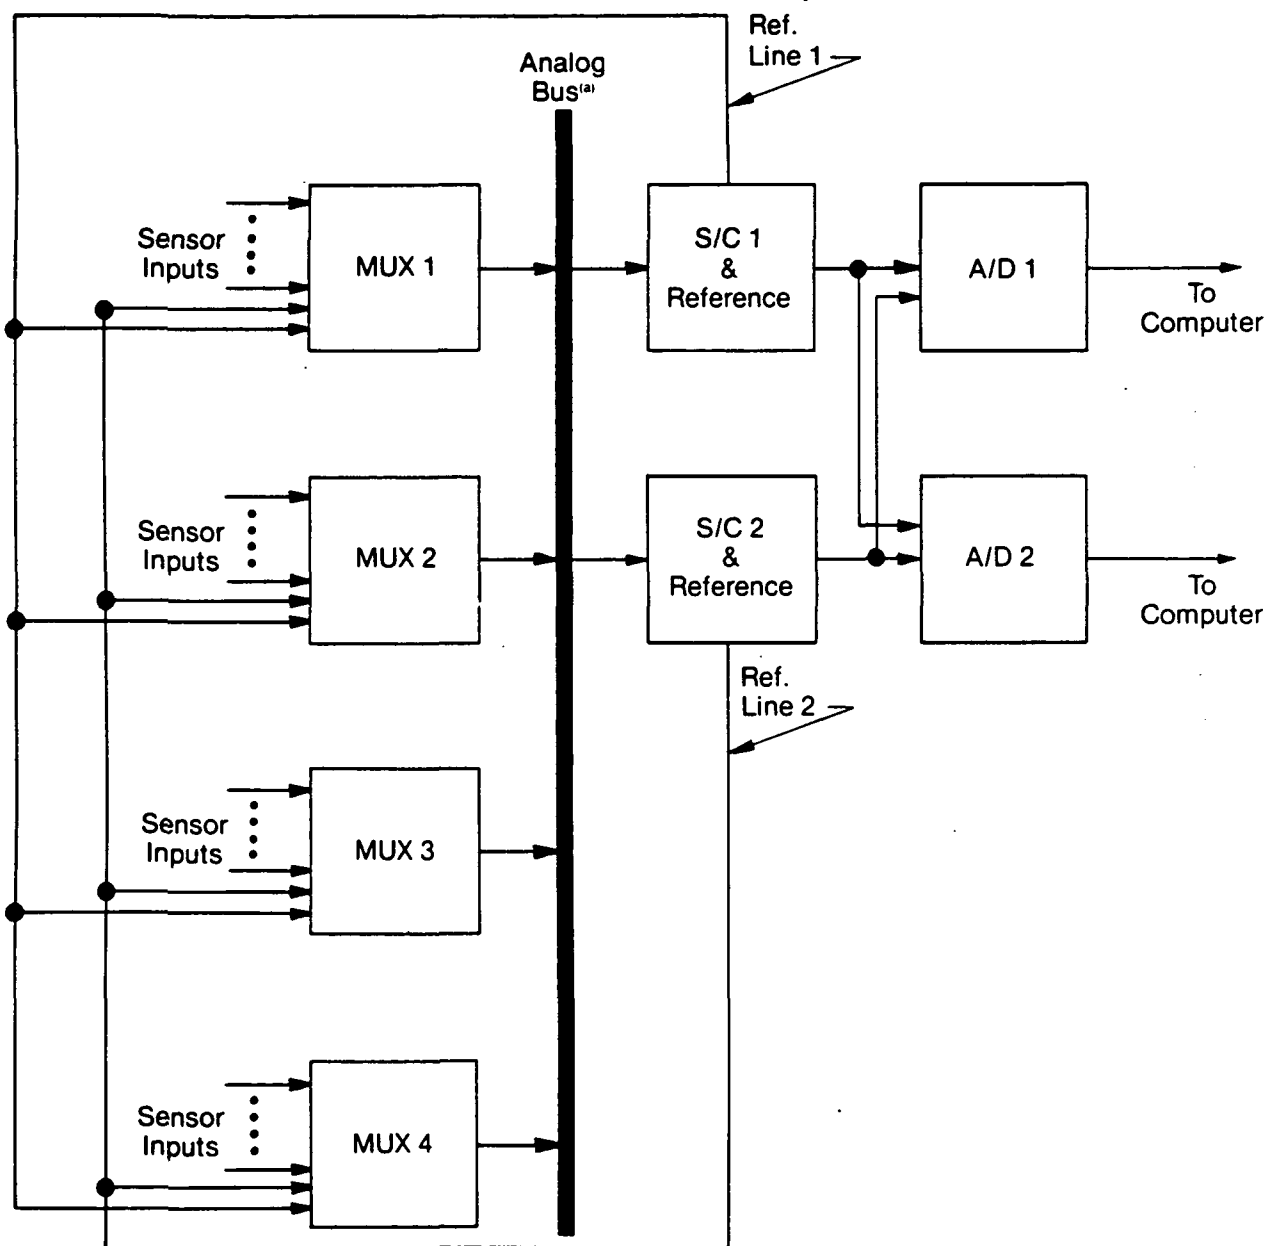 Ref.
Line 1
Analog
Bus(a)
Sensor
Inputs
MUX 1
S/C 1
&
Reference
A/D 1
To
Computer
Sensor
Inputs
MUX 2
S/C 2
&
Reference
A/D 2
To
Computer
Ref.
Line 2
Sensor
Inputs
MUX 3
Sensor
Inputs
MUX 4